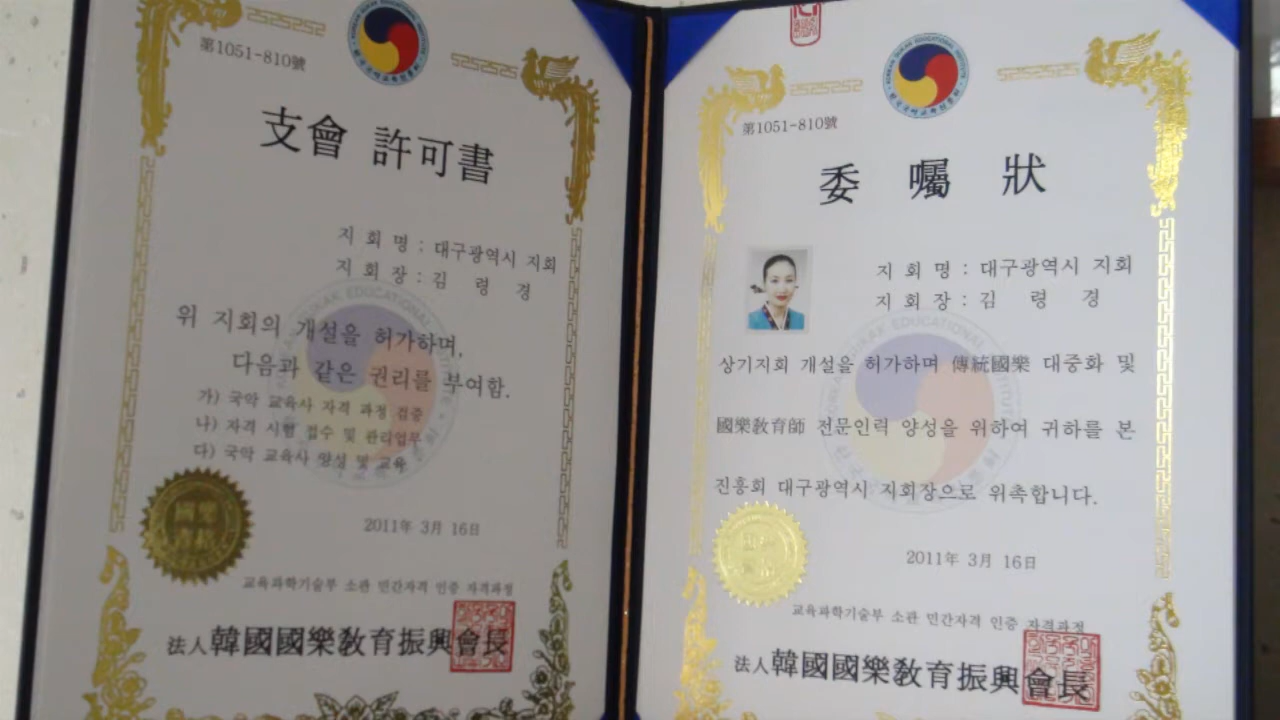 第1051-810號
支會 許可書
지 회 명 : 대구광역시 지회
지 회 장 : 김 령 경
위 지회의 개설을 허가하며,
다음과 같은 권리를 부여함.
가) 국악 교육사 자격 과정 검증
나) 자격 시험 접수 및 관리업무
다) 국악 교육사 양성 및 교육
2011年 3月 16日
교육과학기술부 소관 민간자격 인증 자격과정
法人韓國國樂敎育振興會長
第1051-810號
委 囑 狀
지 회 명 : 대구광역시 지회
지 회 장 : 김 령 경
상기지회 개설을 허가하며 傳統國樂 대중화 및
國樂敎育師 전문인력 양성을 위하여 귀하를 본
진흥회 대구광역시 지회장으로 위촉합니다.
2011年 3月 16日
교육과학기술부 소관 민간자격 인증 자격과정
法人韓國國樂敎育振興會長